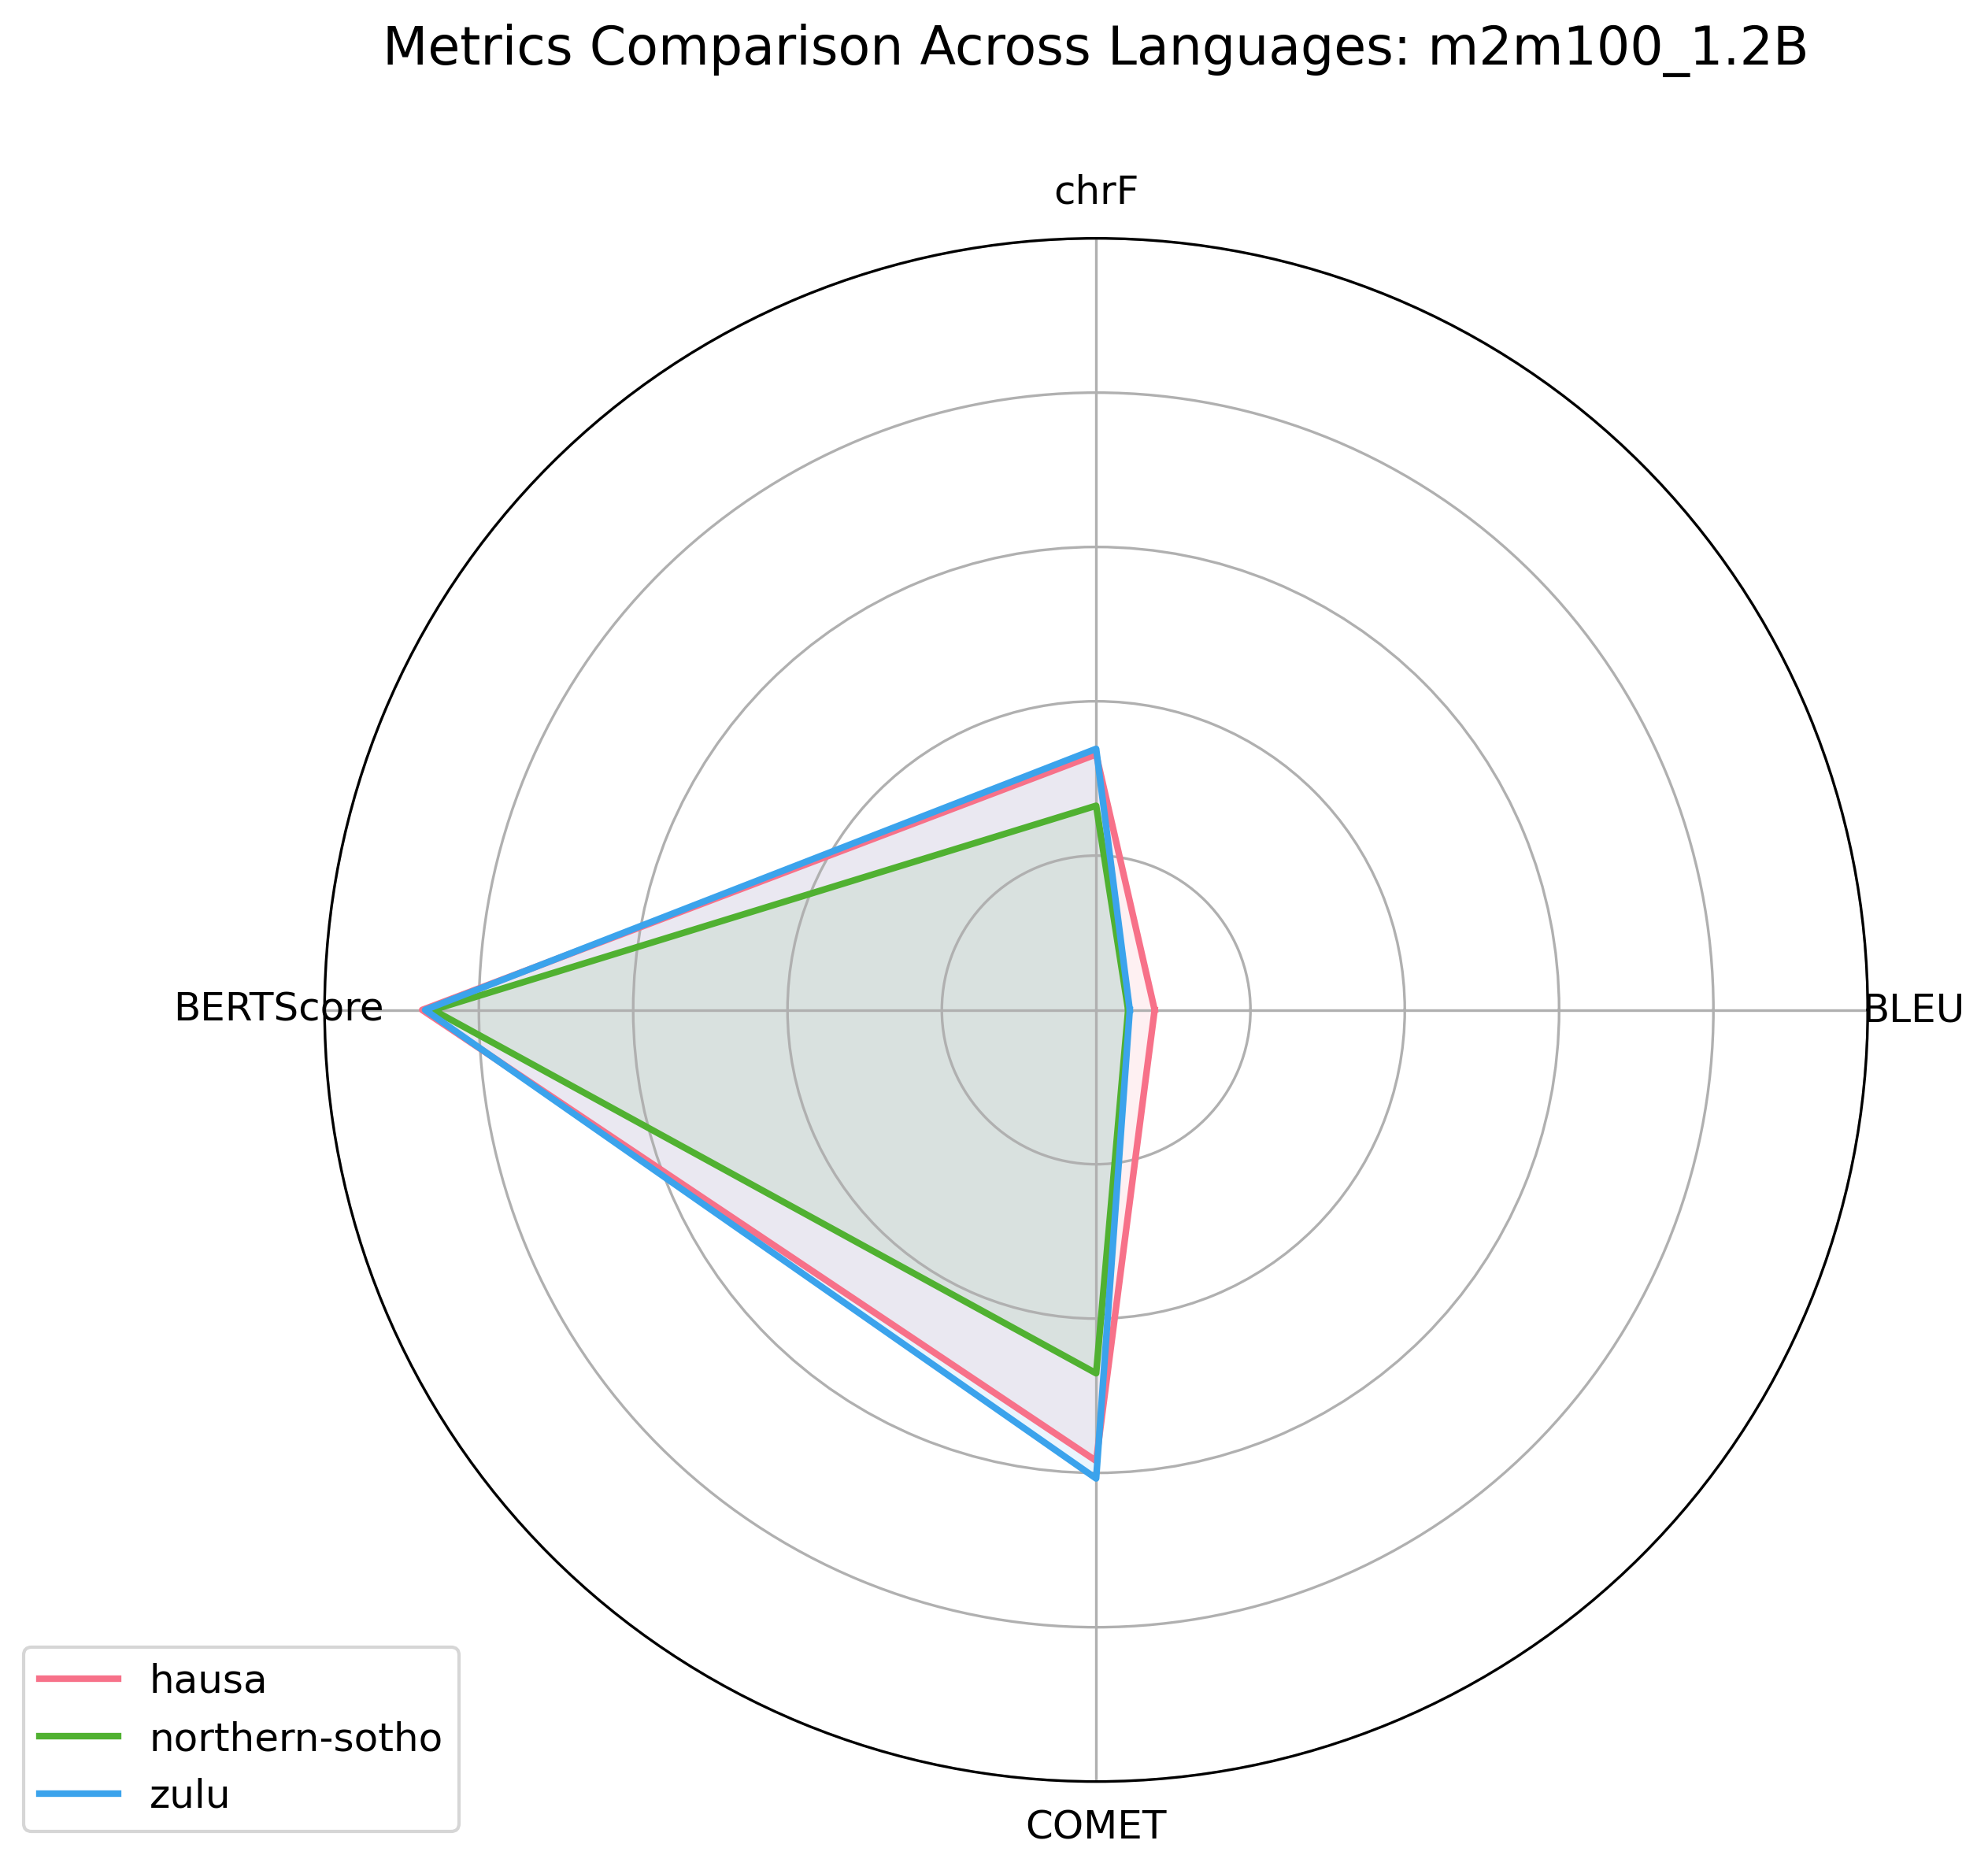 Metrics Comparison Across Languages: m2m100_1.2B
chrF
BERTScore
BLEU
COMET
hausa
northern-sotho
zulu